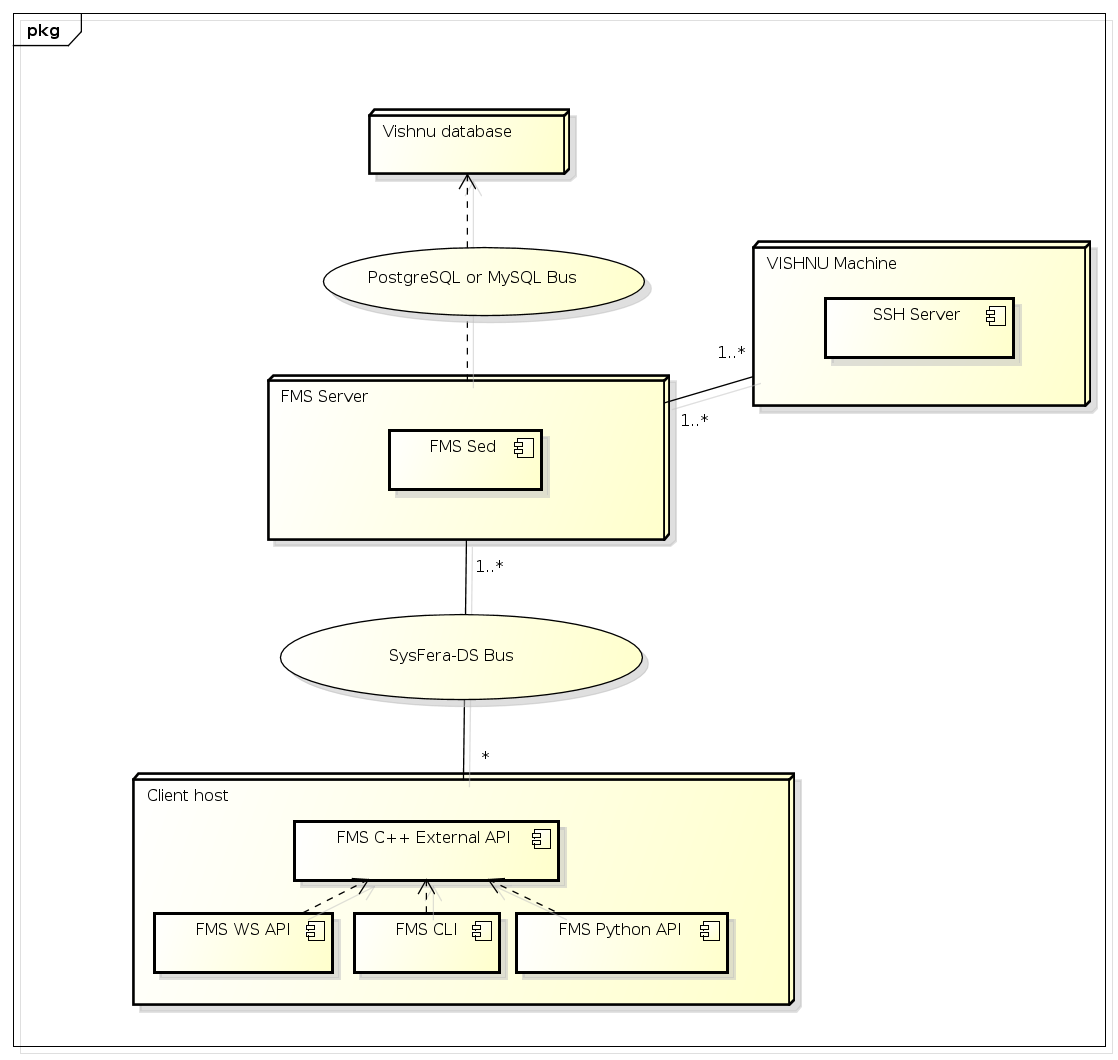 pkg
Vishnu database
PostgreSQL or MySQL Bus
VISHNU Machine
SSH Server
1..*
1..*
FMS Server
FMS Sed
1..*
SysFera-DS Bus
*
Client host
FMS C++ External API
FMS WS API
FMS CLI
FMS Python API